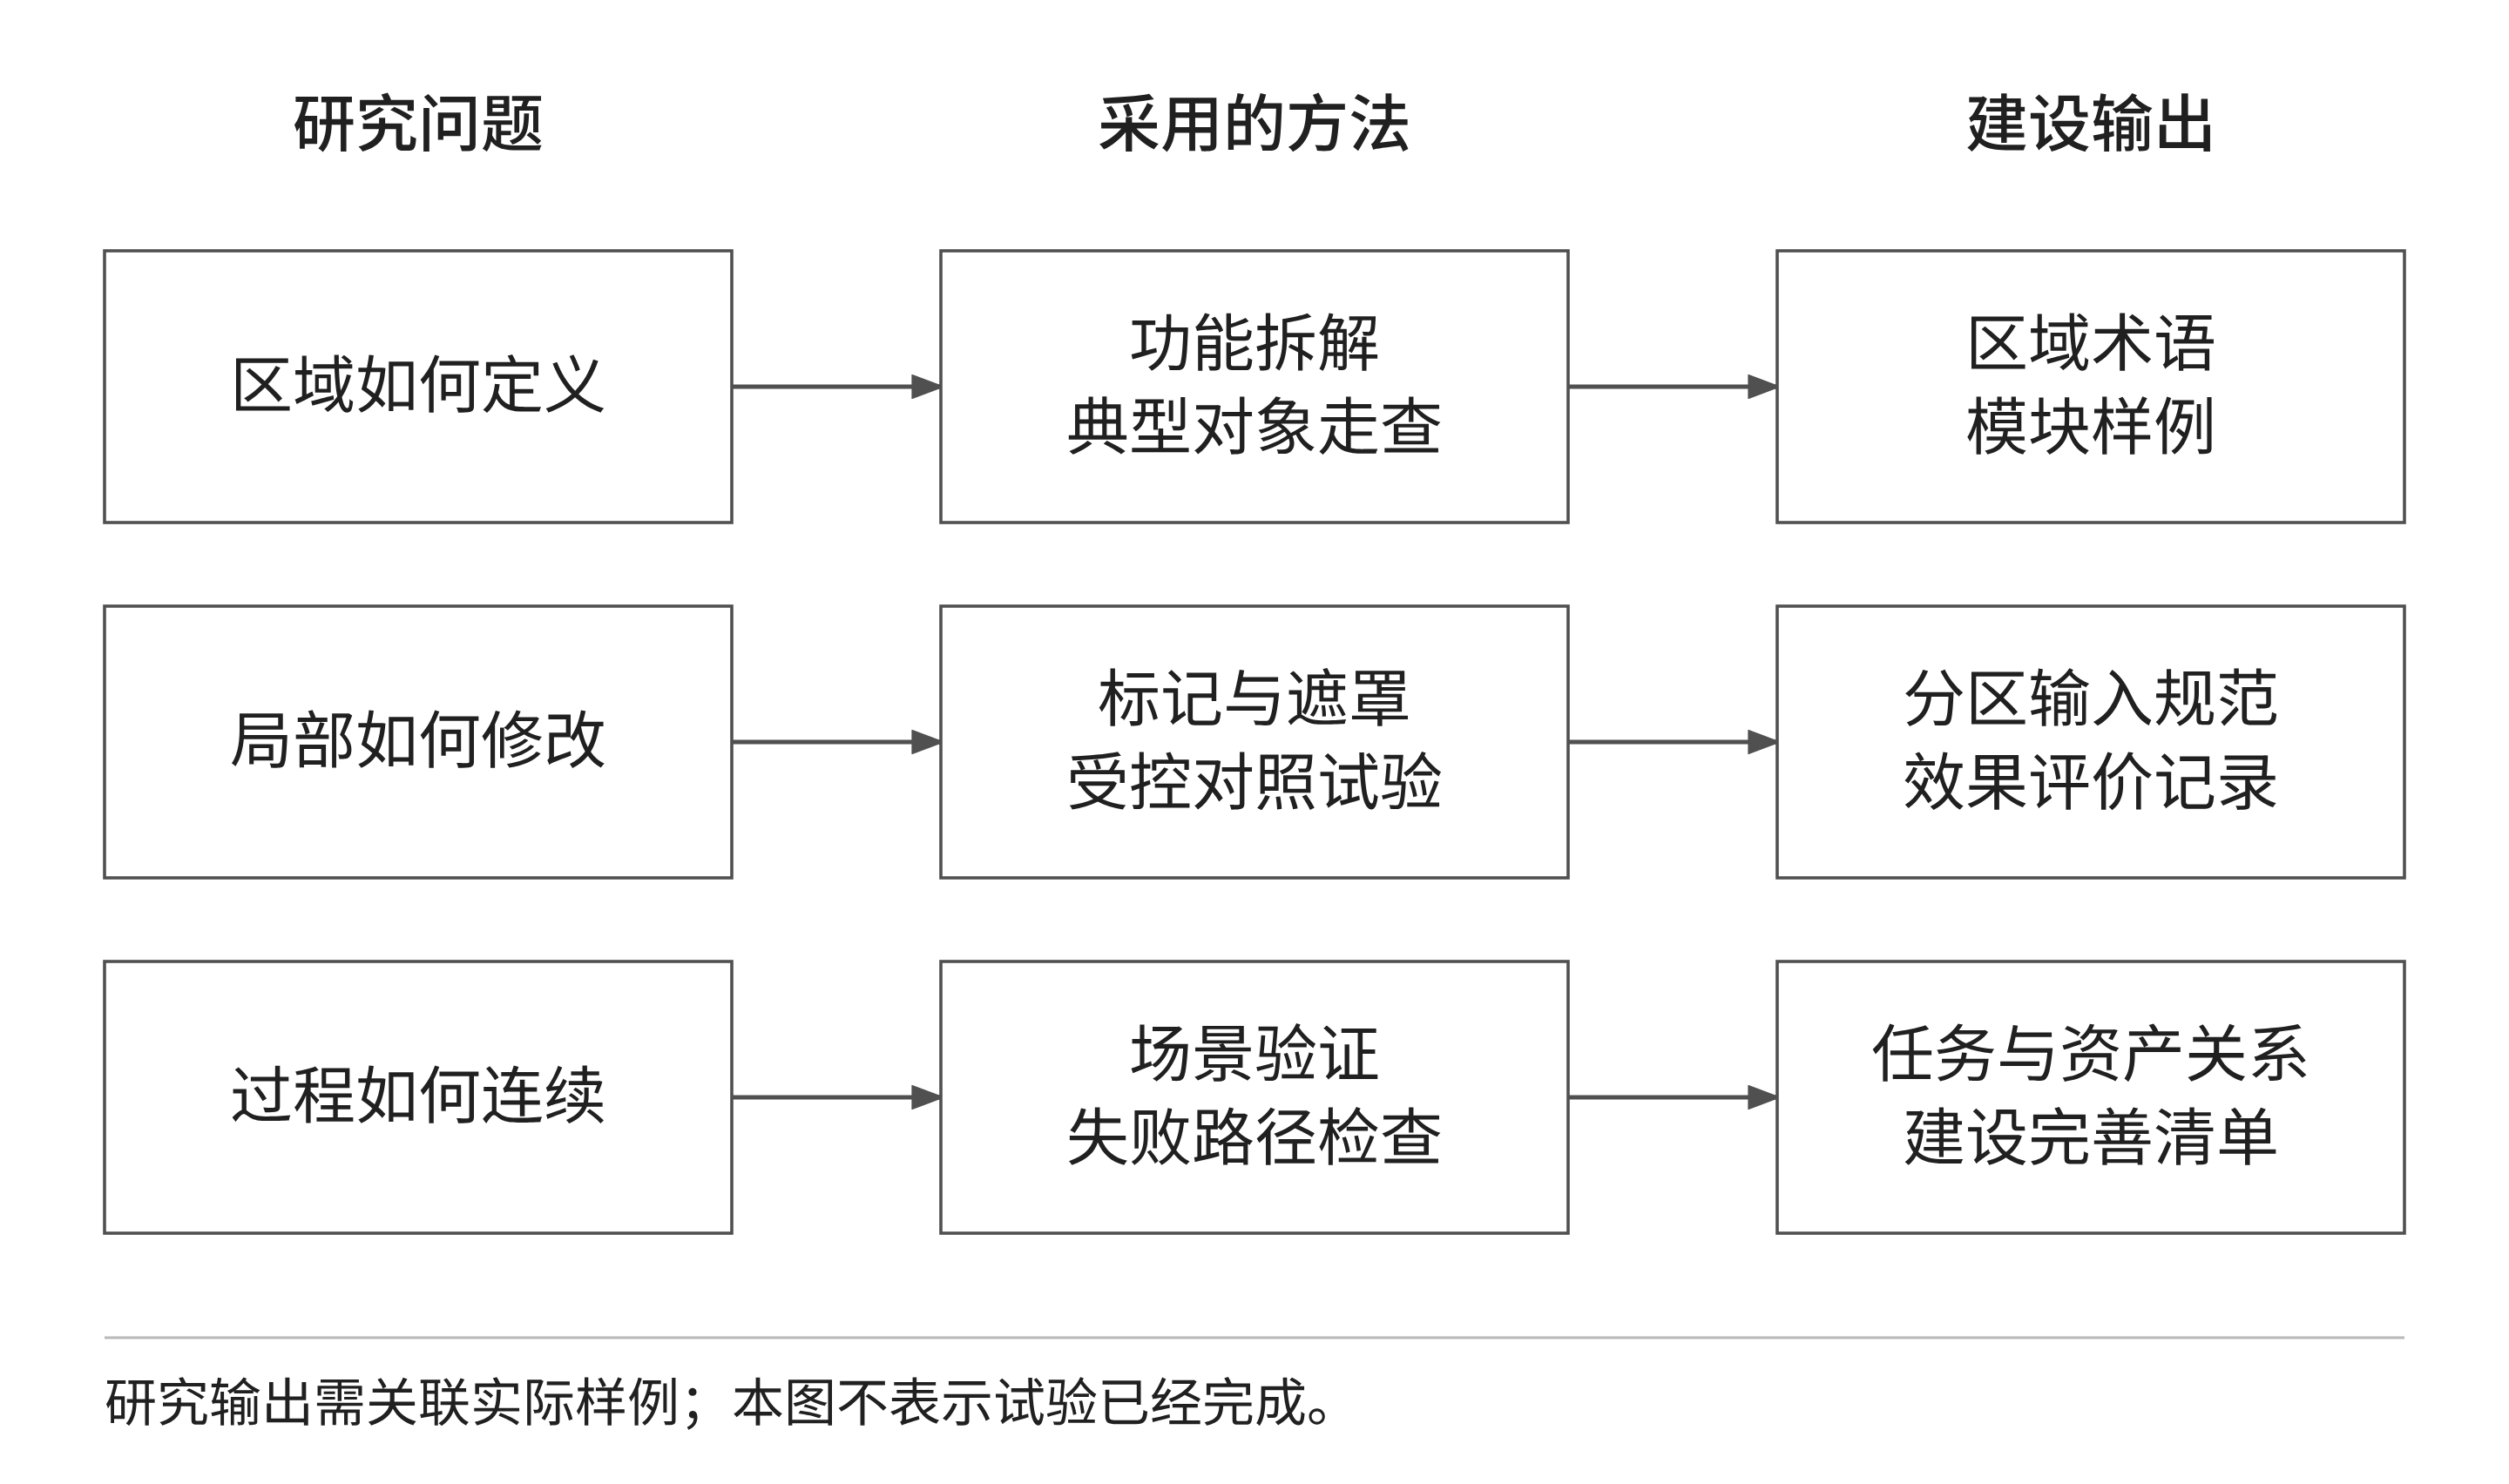 研究问题
采用的方法
建设输出
区域如何定义
功能拆解
典型对象走查
区域术语
模块样例
局部如何修改
标记与遮罩
受控对照试验
分区输入规范
效果评价记录
过程如何连续
场景验证
失败路径检查
任务与资产关系
建设完善清单
研究输出需关联实际样例；本图不表示试验已经完成。